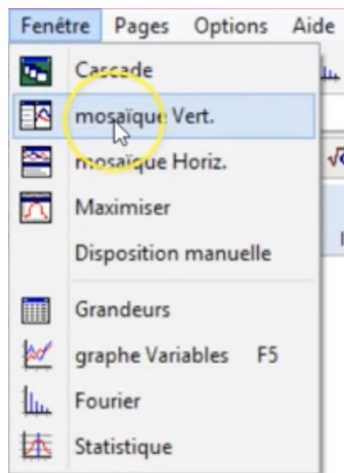 Fenêtre Pages Options Aide
Cascade
mosaïque Vert.
mosaïque Horiz.
Maximiser
Disposition manuelle
Grandeurs
graphe Variables F5
Fourier
Statistique